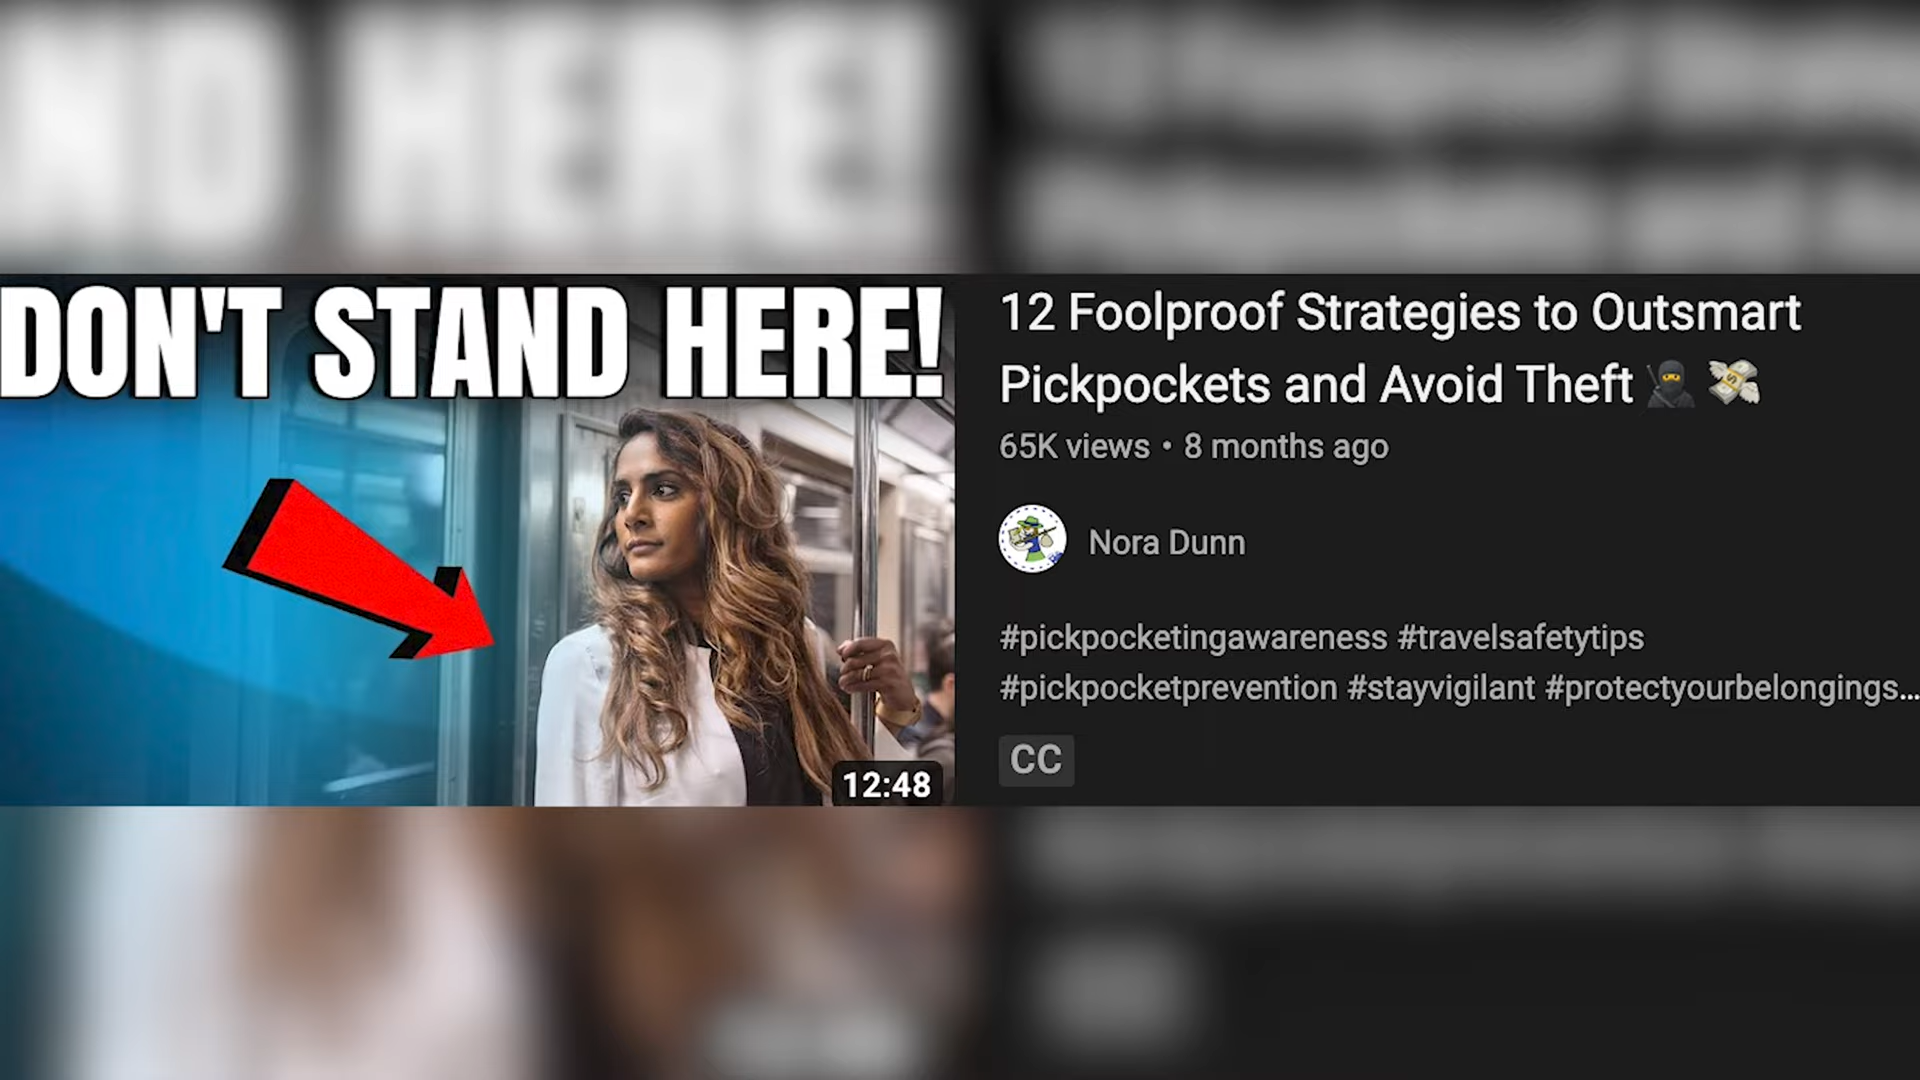 DON'T STAND HERE!
12:48
12 Foolproof Strategies to Outsmart
Pickpockets and Avoid Theft 🥷 💸
65K views • 8 months ago
Nora Dunn
#pickpocketingawareness #travelsafetytips
#pickpocketprevention #stayvigilant #protectyourbelongings...
CC